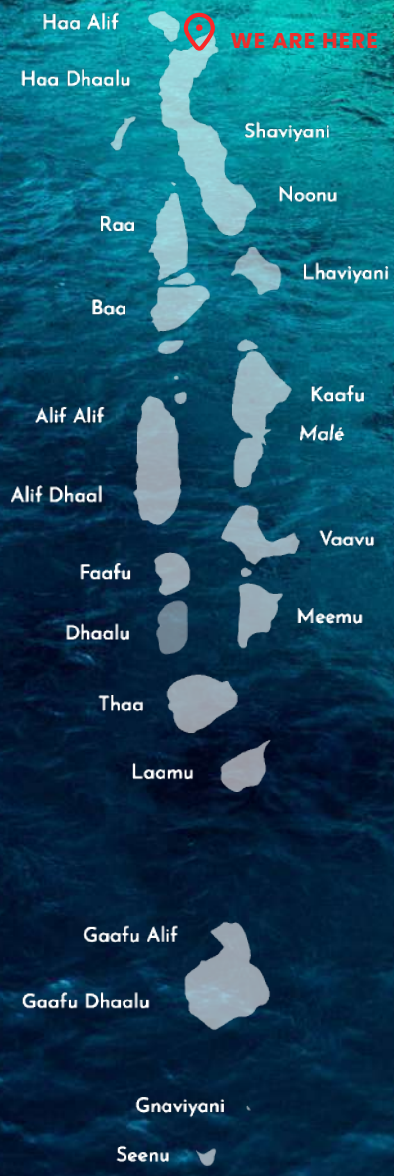 Haa Alif
WE ARE HERE
Haa Dhaalu
Shaviyani
Noonu
Raa
Lhaviyani
Baa
Kaafu
Alif Alif
Malé
Alif Dhaal
Vaavu
Faafu
Meemu
Dhaalu
Thaa
Laamu
Gaafu Alif
Gaafu Dhaalu
Gnaviyani
Seenu